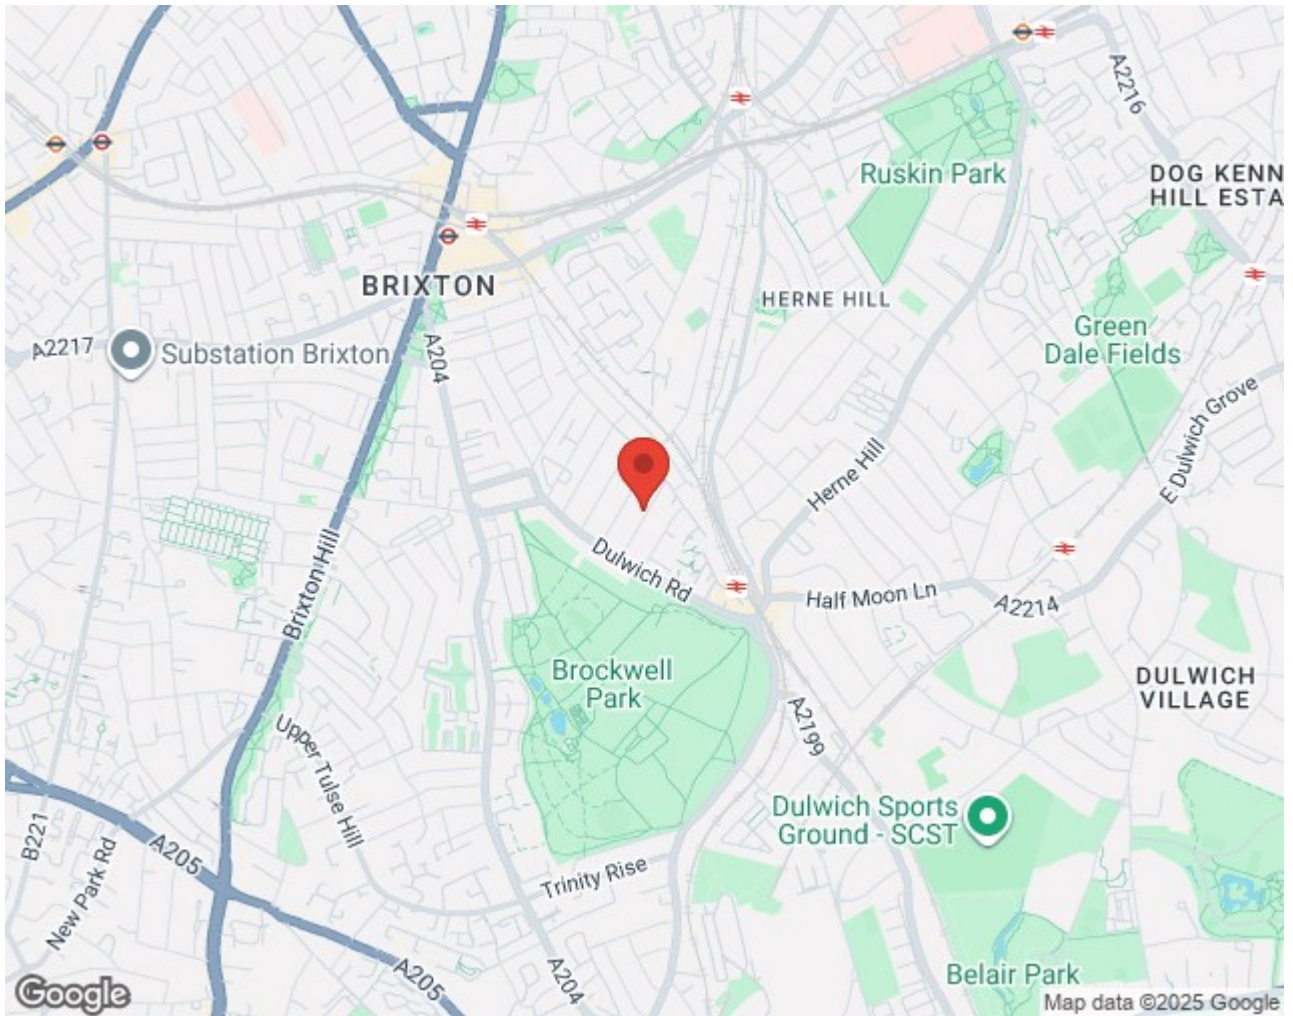 A2216
Ruskin Park
DOG KENN
HILL ESTA
BRIXTON
HERNE HILL
A2217
Substation Brixton
A204
Green
Dale Fields
E Dulwich Grove
Herne Hill
Brixton Hill
Dulwich Rd
Half Moon Ln
A2214
Brockwell
Park
DULWICH
VILLAGE
A2199
Upper Tulse Hill
Dulwich Sports
Ground - SCST
B221
New Park Rd
A205
Trinity Rise
A205
A204
Belair Park
Google
Map data ©2025 Google